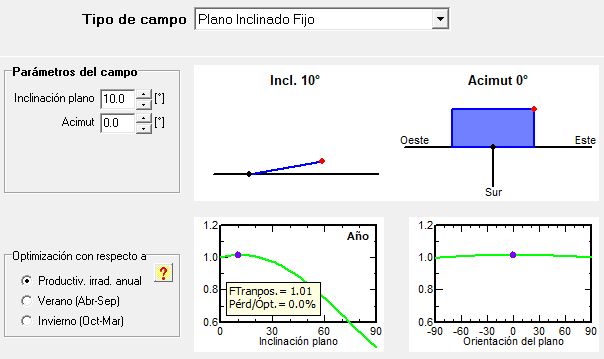 Tipo de campo Plano Inclinado Fijo
Parámetros del campo
Inclinación plano 10.0 [°]
Acimut 0.0 [°]
Incl. 10°
Acimut 0°
Oeste Este
Sur
Optimización con respecto a
Productiv. irrad. anual ?
Verano (Abr-Sep)
Invierno (Oct-Mar)
Año
1.2
1.0
0.8
0.6
FTranpos.= 1.01
Pérd/Ópt.= 0.0%
0 30 60 90
Inclinación plano
1.2
1.0
0.8
0.6
-90 -60 -30 0 30 60 90
Orientación del plano